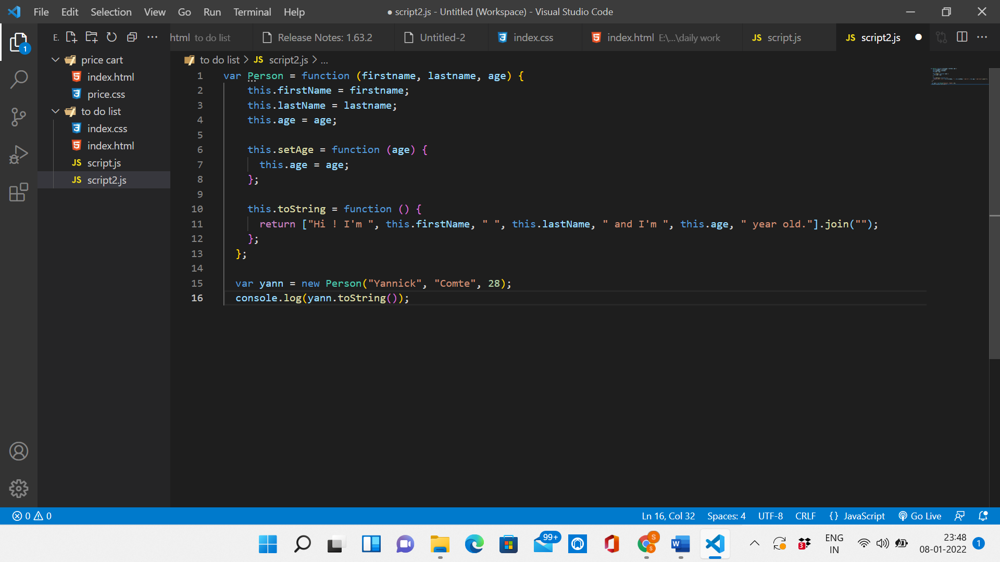 File Edit Selection View Go Run Terminal Help
● script2.js - Untitled (Workspace) - Visual Studio Code
E.
html to do list
Release Notes: 1.63.2
Untitled-2
index.css
index.html E:\...\daily work
JS script.js
JS script2.js
1
price cart
index.html
price.css
to do list
index.css
index.html
JS script.js
JS script2.js
to do list > JS script2.js > ...
1 var Person = function (firstname, lastname, age) {
2 this.firstName = firstname;
3 this.lastName = lastname;
4 this.age = age;
5
6 this.setAge = function (age) {
7 this.age = age;
8 };
9
10 this.toString = function () {
11 return ["Hi ! I'm ", this.firstName, " ", this.lastName, " and I'm ", this.age, " year old."].join("");
12 };
13 };
14
15 var yann = new Person("Yannick", "Comte", 28);
16 console.log(yann.toString());
0 0
Ln 16, Col 32 Spaces: 4 UTF-8 CRLF {} JavaScript Go Live
99+
S
S
W
3
ENG
IN
23:48
08-01-2022
1